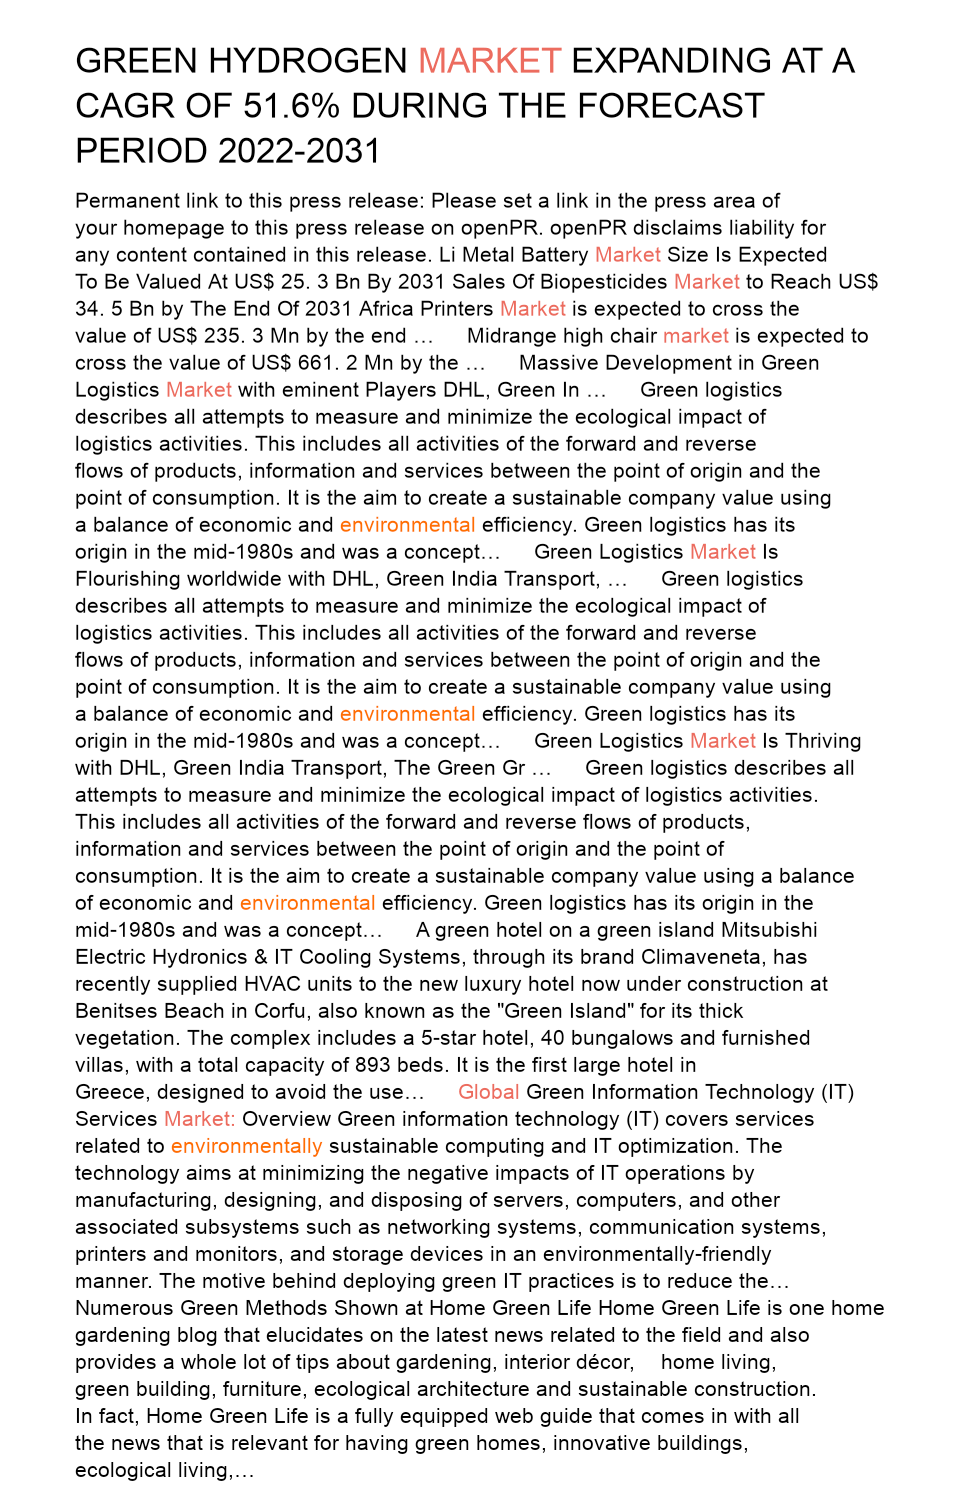 GREEN HYDROGEN MARKET EXPANDING AT A
CAGR OF 51.6% DURING THE FORECAST
PERIOD 2022-2031
Permanent link to this press release: Please set a link in the press area of
your homepage to this press release on openPR. openPR disclaims liability for
any content contained in this release. Li Metal Battery Market Size Is Expected
To Be Valued At US$ 25. 3 Bn By 2031 Sales Of Biopesticides Market to Reach US$
34. 5 Bn by The End Of 2031 Africa Printers Market is expected to cross the
value of US$ 235. 3 Mn by the end … Midrange high chair market is expected to
cross the value of US$ 661. 2 Mn by the … Massive Development in Green
Logistics Market with eminent Players DHL, Green In … Green logistics
describes all attempts to measure and minimize the ecological impact of
logistics activities. This includes all activities of the forward and reverse
flows of products, information and services between the point of origin and the
point of consumption. It is the aim to create a sustainable company value using
a balance of economic and environmental efficiency. Green logistics has its
origin in the mid-1980s and was a concept… Green Logistics Market Is
Flourishing worldwide with DHL, Green India Transport, … Green logistics
describes all attempts to measure and minimize the ecological impact of
logistics activities. This includes all activities of the forward and reverse
flows of products, information and services between the point of origin and the
point of consumption. It is the aim to create a sustainable company value using
a balance of economic and environmental efficiency. Green logistics has its
origin in the mid-1980s and was a concept… Green Logistics Market Is Thriving
with DHL, Green India Transport, The Green Gr … Green logistics describes all
attempts to measure and minimize the ecological impact of logistics activities.
This includes all activities of the forward and reverse flows of products,
information and services between the point of origin and the point of
consumption. It is the aim to create a sustainable company value using a balance
of economic and environmental efficiency. Green logistics has its origin in the
mid-1980s and was a concept… A green hotel on a green island Mitsubishi
Electric Hydronics & IT Cooling Systems, through its brand Climaveneta, has
recently supplied HVAC units to the new luxury hotel now under construction at
Benitses Beach in Corfu, also known as the "Green Island" for its thick
vegetation. The complex includes a 5-star hotel, 40 bungalows and furnished
villas, with a total capacity of 893 beds. It is the first large hotel in
Greece, designed to avoid the use… Global Green Information Technology (IT)
Services Market: Overview Green information technology (IT) covers services
related to environmentally sustainable computing and IT optimization. The
technology aims at minimizing the negative impacts of IT operations by
manufacturing, designing, and disposing of servers, computers, and other
associated subsystems such as networking systems, communication systems,
printers and monitors, and storage devices in an environmentally-friendly
manner. The motive behind deploying green IT practices is to reduce the…
Numerous Green Methods Shown at Home Green Life Home Green Life is one home
gardening blog that elucidates on the latest news related to the field and also
provides a whole lot of tips about gardening, interior décor, home living,
green building, furniture, ecological architecture and sustainable construction.
In fact, Home Green Life is a fully equipped web guide that comes in with all
the news that is relevant for having green homes, innovative buildings,
ecological living,…